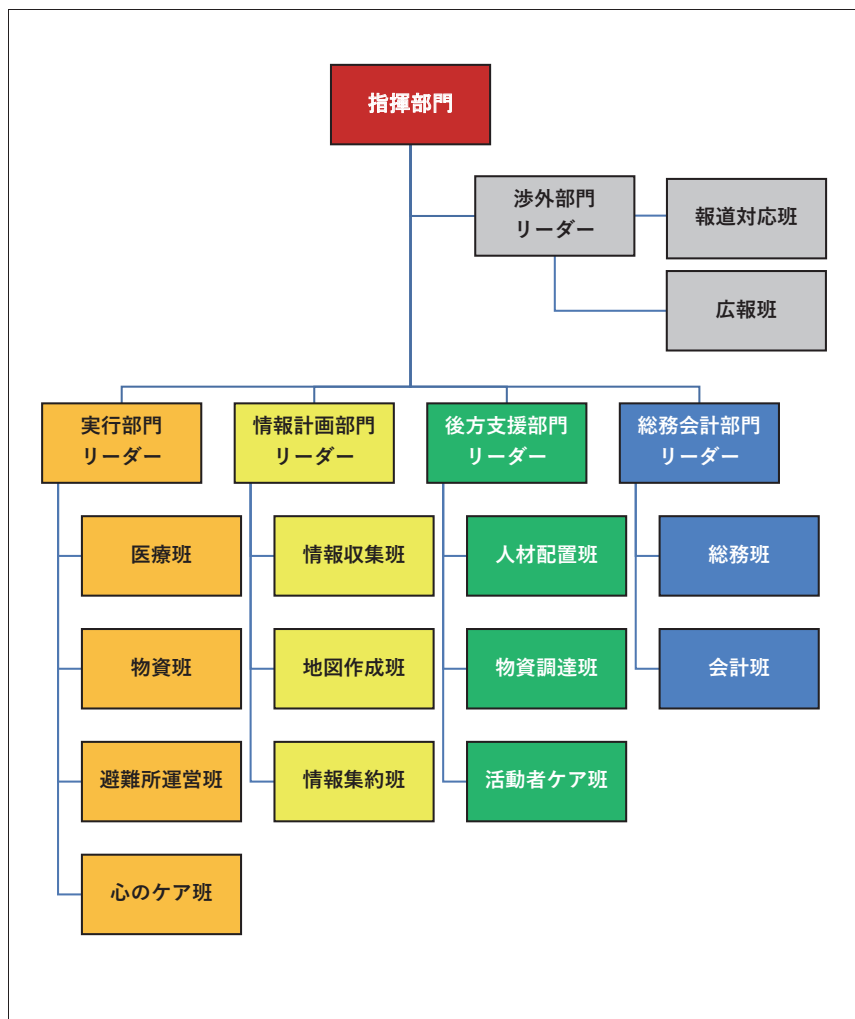 指揮部門
渉外部門
リーダー
報道対応班
広報班
実行部門
リーダー
情報計画部門
リーダー
後方支援部門
リーダー
総務会計部門
リーダー
医療班
情報収集班
人材配置班
総務班
物資班
地図作成班
物資調達班
会計班
避難所運営班
情報集約班
活動者ケア班
心のケア班